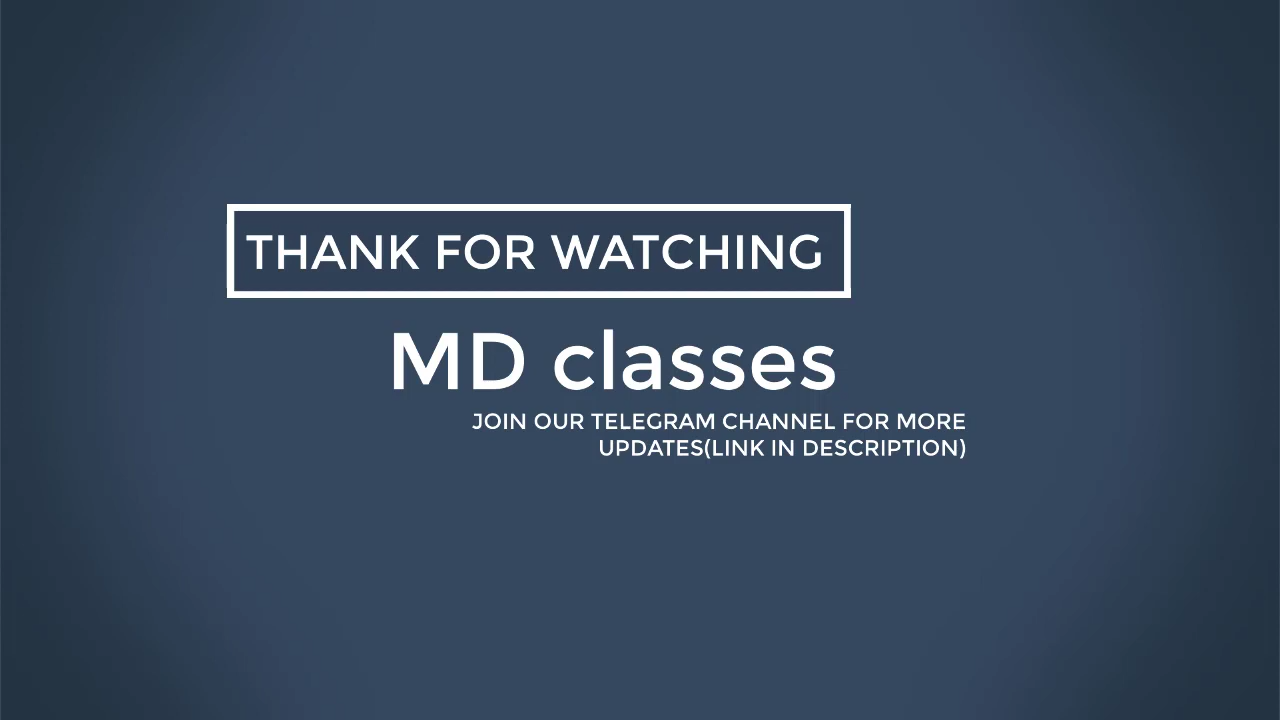 THANK FOR WATCHING
MD classes
JOIN OUR TELEGRAM CHANNEL FOR MORE
UPDATES(LINK IN DESCRIPTION)